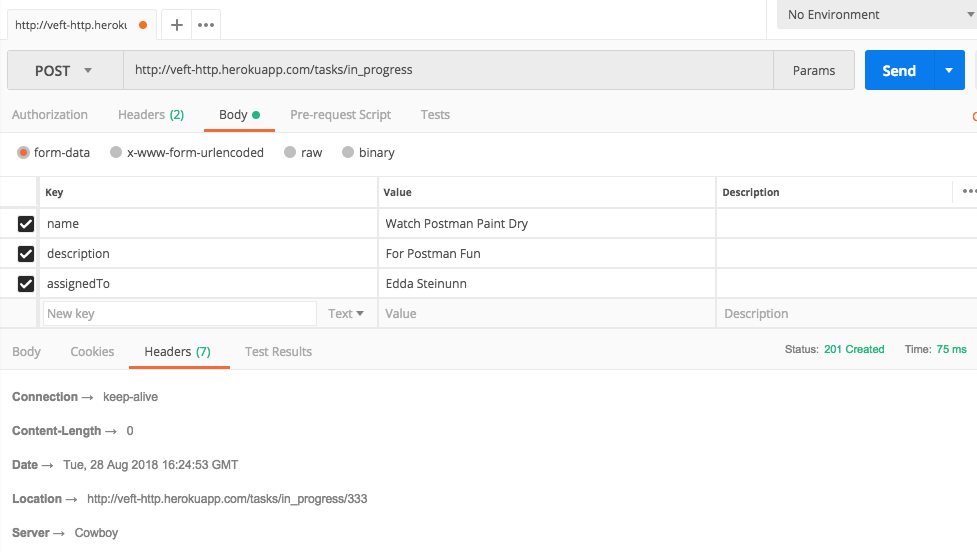 http://veft-http.heroku
No Environment
POST http://veft-http.herokuapp.com/tasks/in_progress Params Send
Authorization Headers (2) Body Pre-request Script Tests
form-data x-www-form-urlencoded raw binary
Key Value Description
name Watch Postman Paint Dry
description For Postman Fun
assignedTo Edda Steinunn
New key Text Value Description
Body Cookies Headers (7) Test Results Status: 201 Created Time: 75 ms
Connection → keep-alive
Content-Length → 0
Date → Tue, 28 Aug 2018 16:24:53 GMT
Location → http://veft-http.herokuapp.com/tasks/in_progress/333
Server → Cowboy